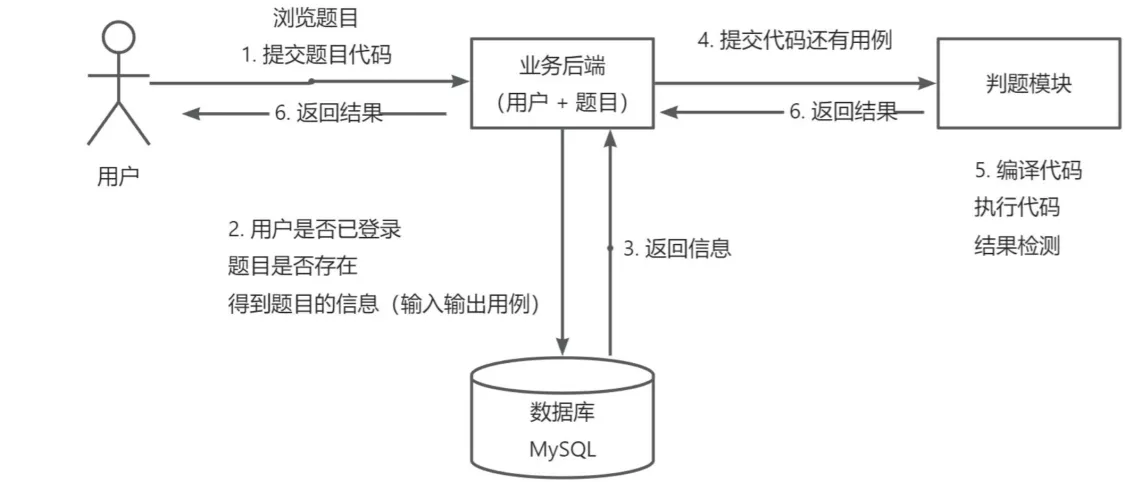 浏览题目
1. 提交题目代码
6. 返回结果
用户
业务后端
（用户 + 题目）
4. 提交代码还有用例
6. 返回结果
判题模块
5. 编译代码
执行代码
结果检测
2. 用户是否已登录
题目是否存在
得到题目的信息（输入输出用例）
3. 返回信息
数据库
MySQL